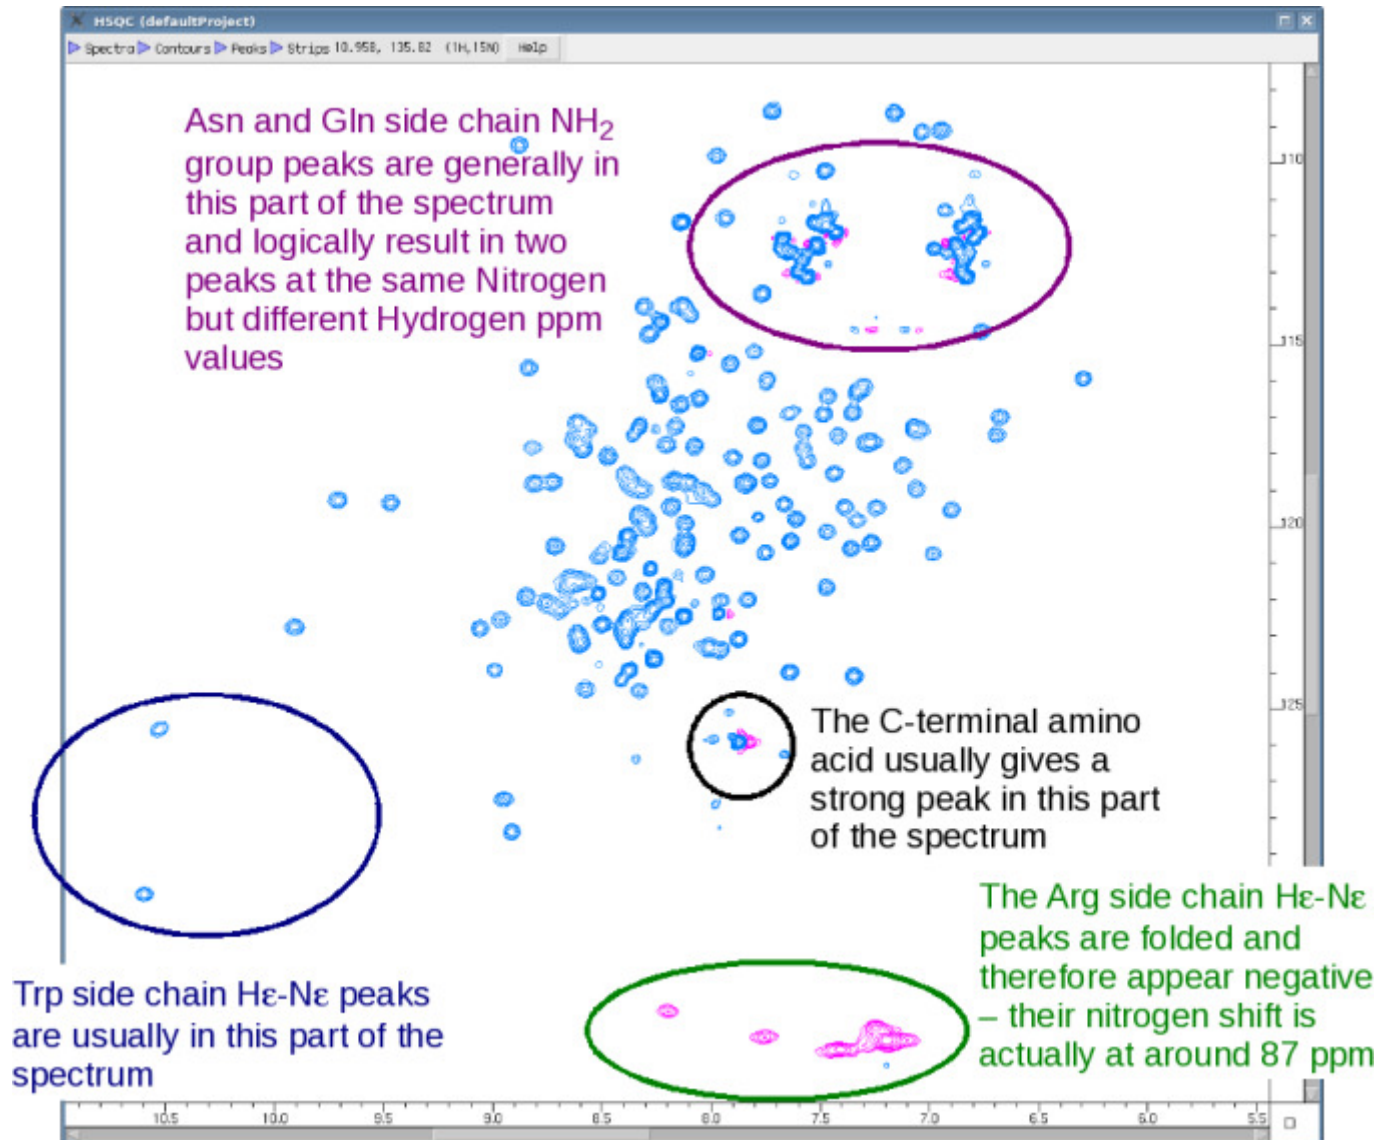 HSQC (defaultProject)
Spectra Contours Peaks Strips 10.958, 135.82 (1H,15N) Help
Asn and Gln side chain NH2
group peaks are generally in
this part of the spectrum
and logically result in two
peaks at the same Nitrogen
but different Hydrogen ppm
values
110
115
120
125
The C-terminal amino
acid usually gives a
strong peak in this part
of the spectrum
The Arg side chain Hε-Nε
peaks are folded and
therefore appear negative
– their nitrogen shift is
actually at around 87 ppm
Trp side chain Hε-Nε peaks
are usually in this part of the
spectrum
10.5 10.0 9.5 9.0 8.5 8.0 7.5 7.0 6.5 6.0 5.5